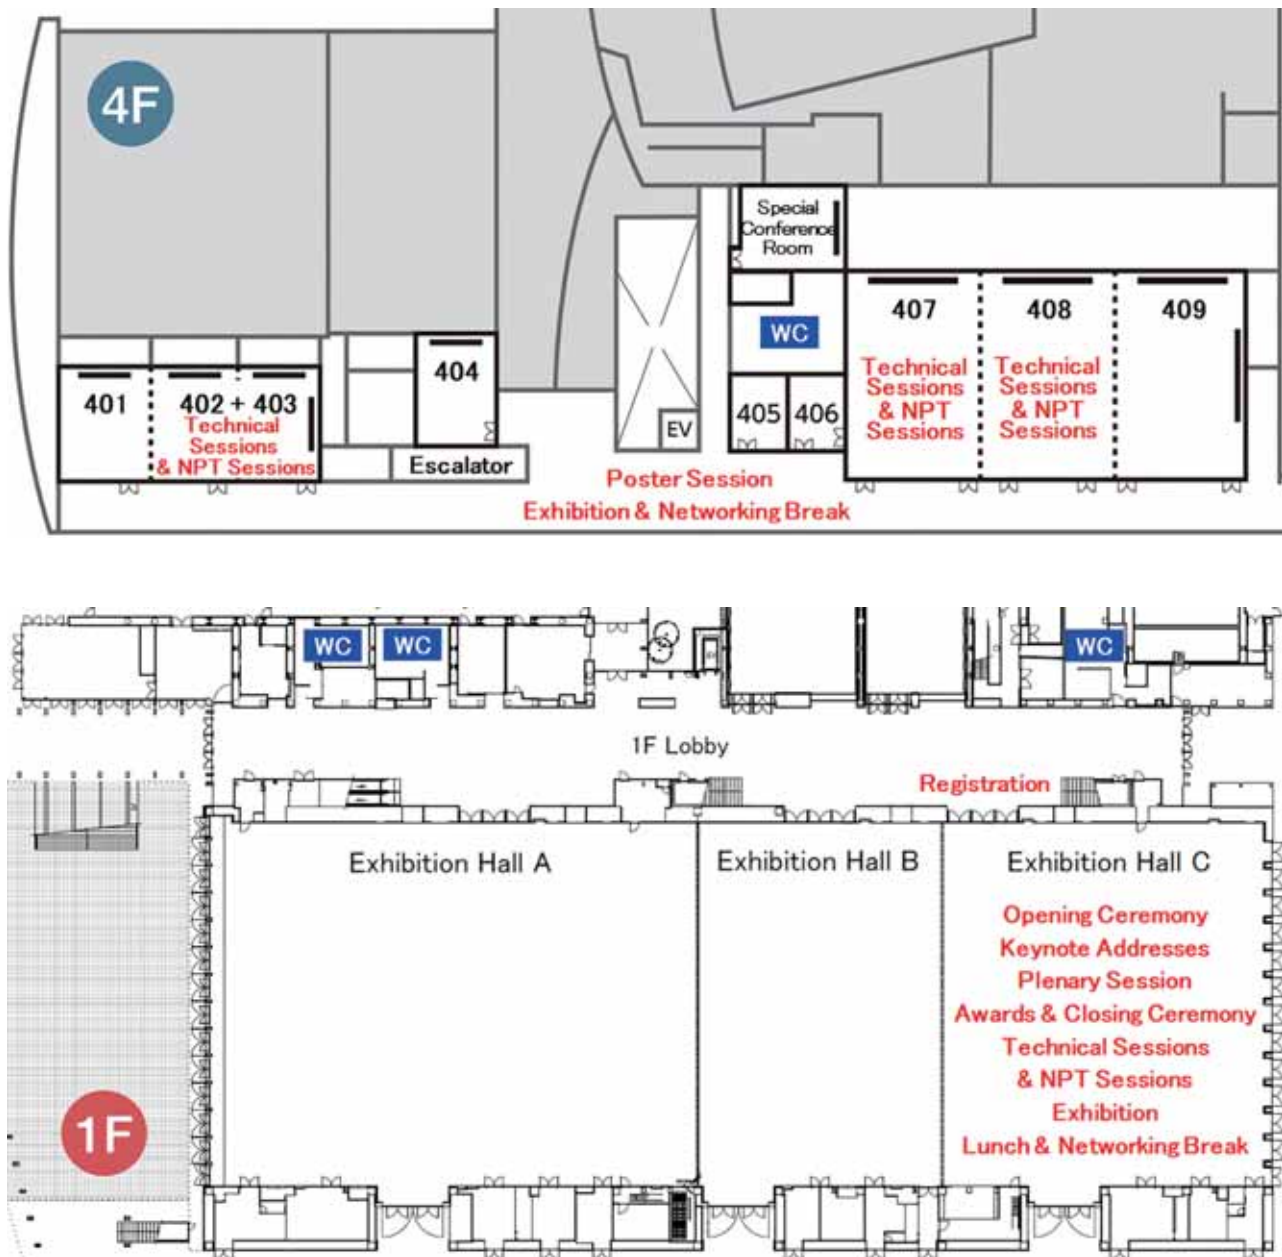 4F
Special
Conference
Room
WC
407
408
409
Technical
Sessions
& NPT
Sessions
Technical
Sessions
& NPT
Sessions
401
402 + 403
Technical
Sessions
& NPT Sessions
404
405
406
EV
Escalator
Poster Session
Exhibition & Networking Break
WC
WC
WC
1F Lobby
Registration
Exhibition Hall A
Exhibition Hall B
Exhibition Hall C
Opening Ceremony
Keynote Addresses
Plenary Session
Awards & Closing Ceremony
Technical Sessions
& NPT Sessions
Exhibition
Lunch & Networking Break
1F